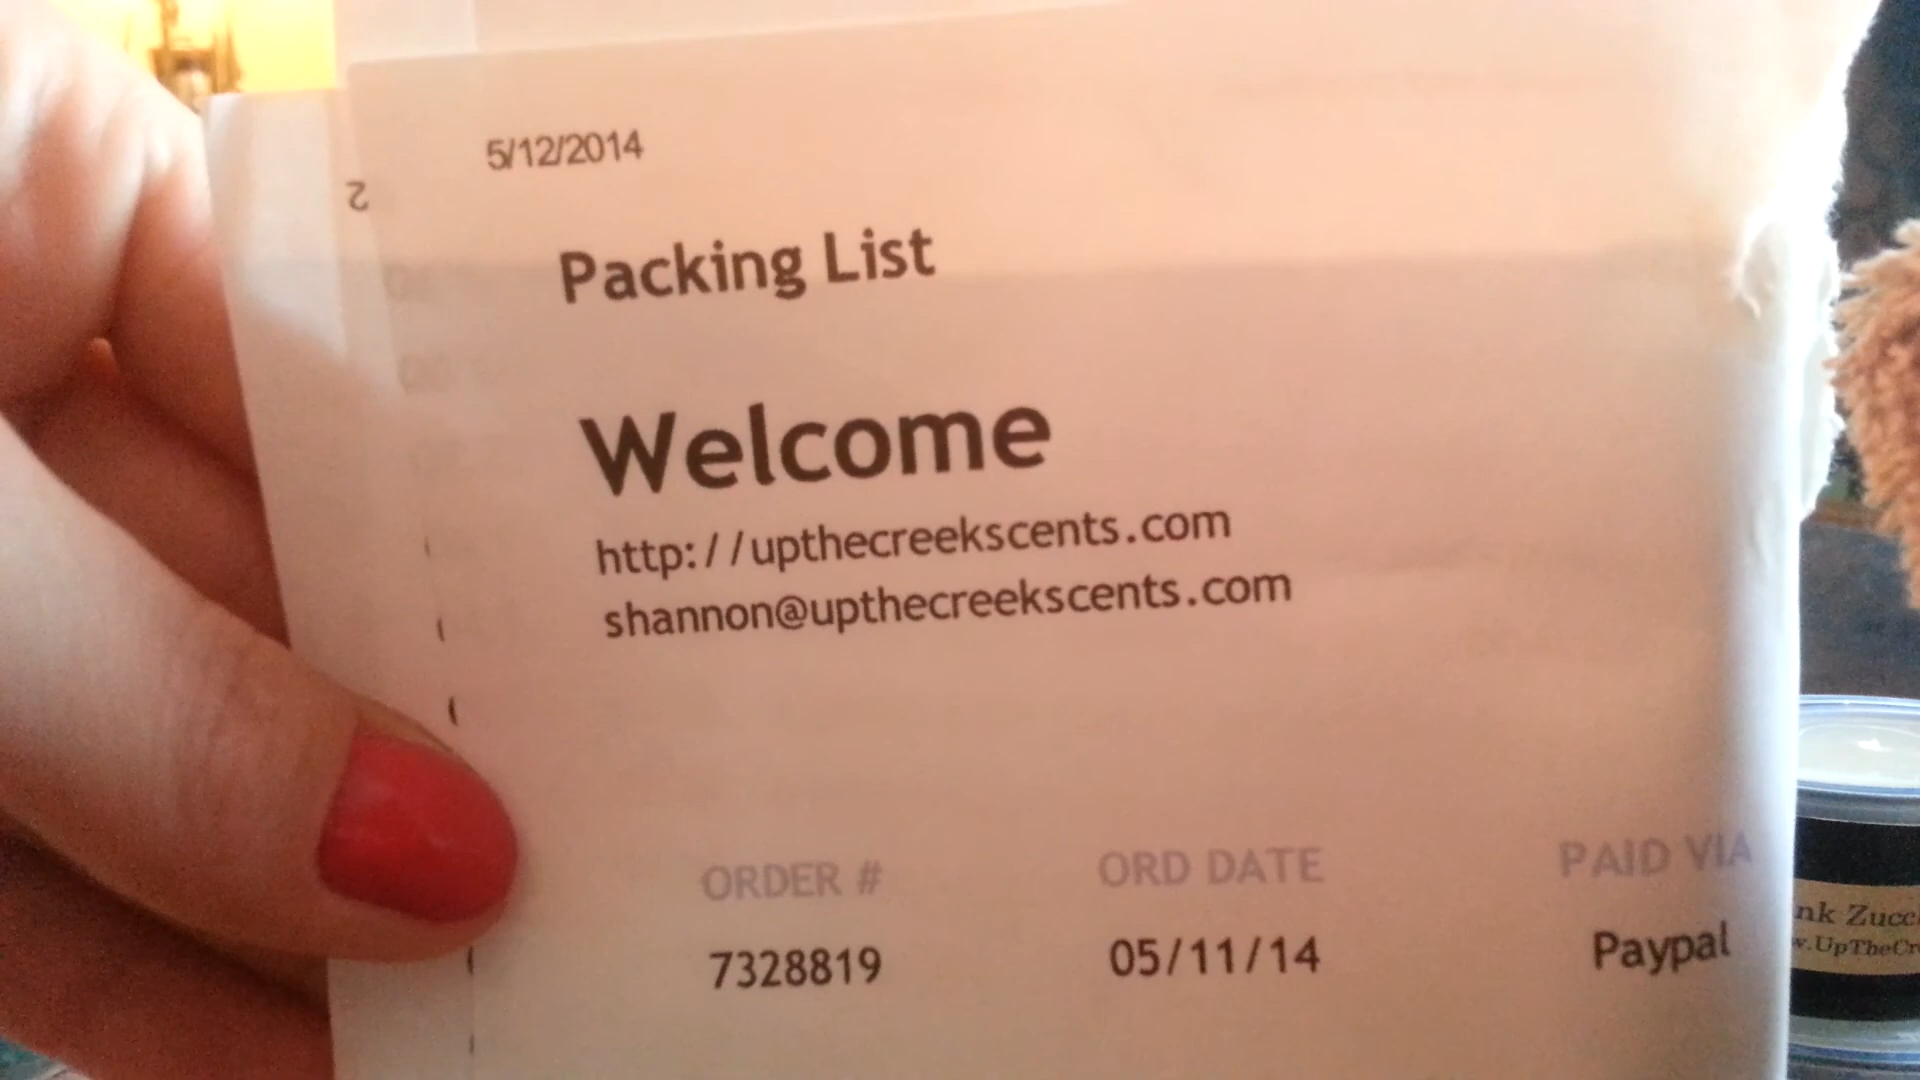 5/12/2014
Packing List
Welcome
http://upthecreekscents.com
shannon@upthecreekscents.com
ORDER # ORD DATE PAID VIA
7328819 05/11/14 Paypal